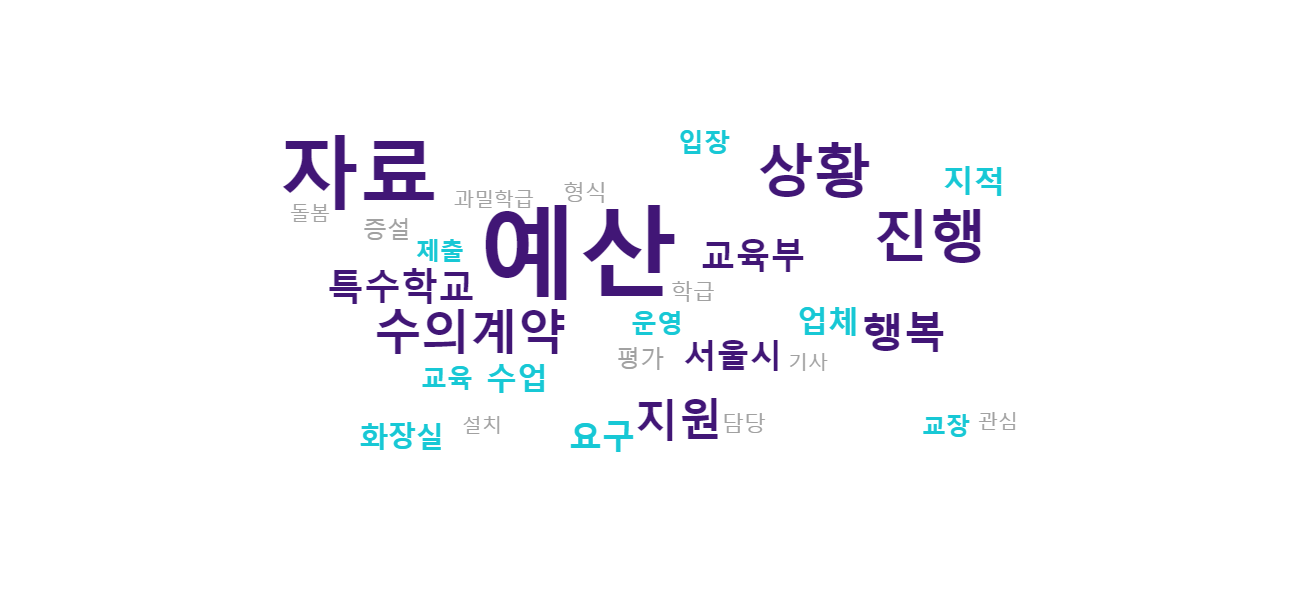 입장
자료
상황
지적
과밀학급
형식
돌봄
증설
예산
진행
제출
교육부
특수학교
학급
수의계약
운영
업체
행복
평가
서울시
기사
교육
수업
지원
화장실
설치
요구
담당
교장
관심